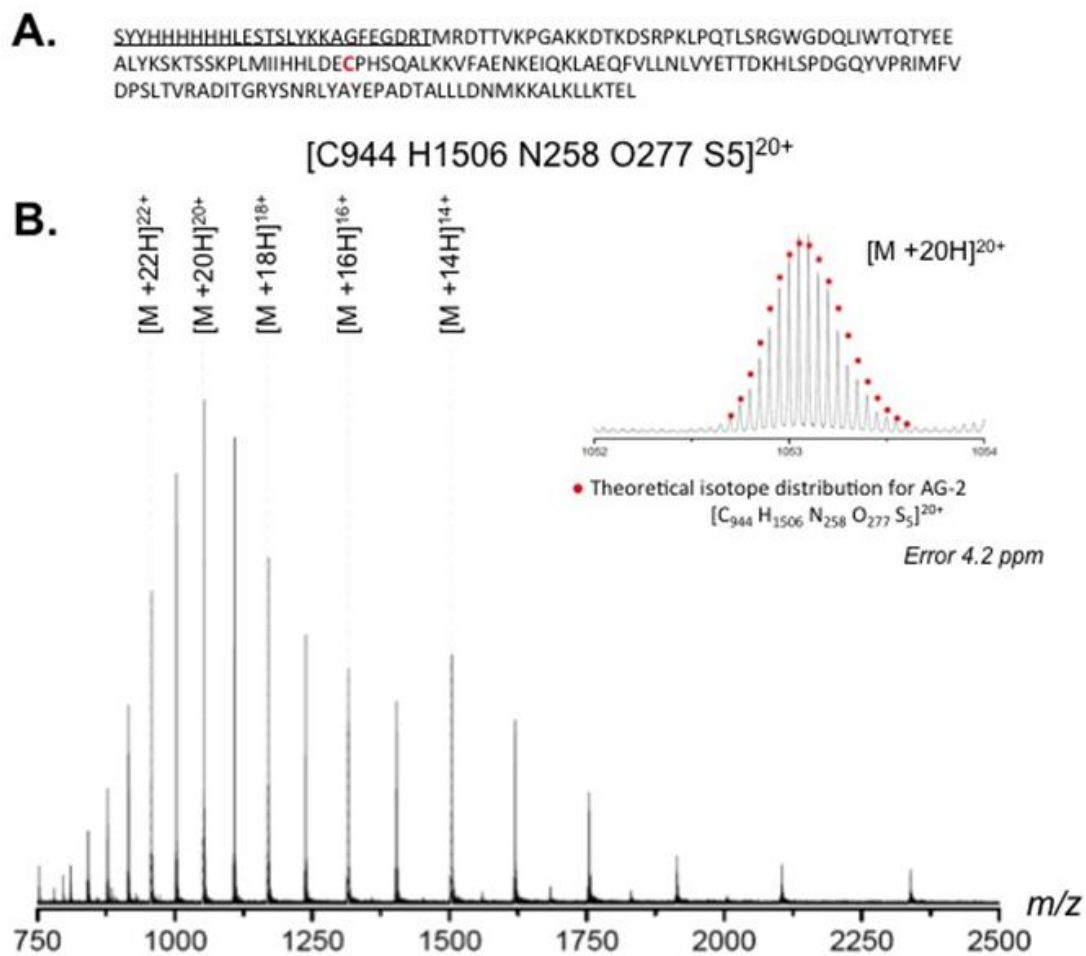 A.
SYYHHHHHHLESTSLYKKAGFEGDRTMRDTTVKPGAKKDTKDSRPKLPQTLSRGWGDQLIWTQTYEE
ALYKSKTSSKPLMIIHHLDECPHSQALKKVFAENKEIQKLAEQFVLLNLVYETTDKHLSPDGQYVPRIMFV
DPSLTVRADITGRYSNRLYAYEPADTALLLDNMKKALKLLKTEL
[C944 H1506 N258 O277 S5]20+
B.
[M +22H]22+
[M +20H]20+
[M +18H]18+
[M +16H]16+
[M +14H]14+
[M +20H]20+
1052 1053 1054
Theoretical isotope distribution for AG-2
[C944 H1506 N258 O277 S5]20+
Error 4.2 ppm
m/z
750 1000 1250 1500 1750 2000 2250 2500